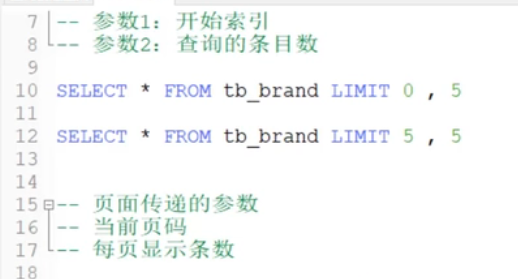 7 -- 参数1：开始索引
8 -- 参数2：查询的条目数
9
10 SELECT * FROM tb_brand LIMIT 0 , 5
11
12 SELECT * FROM tb_brand LIMIT 5 , 5
13
14
15 -- 页面传递的参数
16 -- 当前页码
17 -- 每页显示条数
18